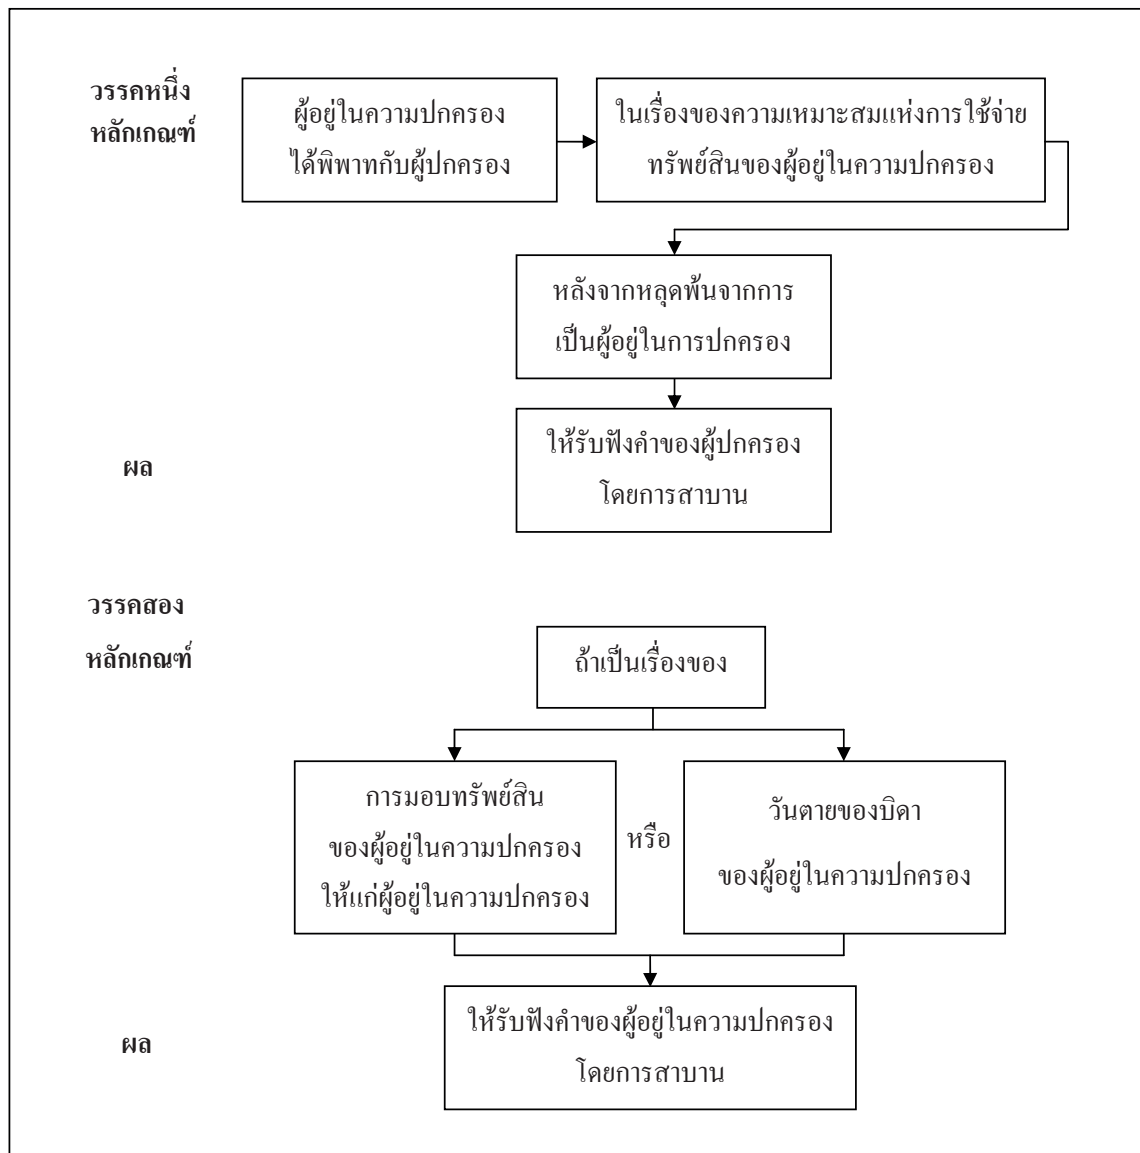 วรรคหนึ่ง
หลักเกณฑ์
ผู้อยู่ในความปกครอง
ได้พิพาทกับผู้ปกครอง
ในเรื่องของความเหมาะสมแห่งการใช้จ่าย
ทรัพย์สินของผู้อยู่ในความปกครอง
หลังจากหลุดพ้นจากการ
เป็นผู้อยู่ในการปกครอง
ผล
ให้รับฟังคำของผู้ปกครอง
โดยการสาบาน
วรรคสอง
หลักเกณฑ์
ถ้าเป็นเรื่องของ
การมอบทรัพย์สิน
ของผู้อยู่ในความปกครอง
ให้แก่ผู้อยู่ในความปกครอง
หรือ
วันตายของบิดา
ของผู้อยู่ในความปกครอง
ผล
ให้รับฟังคำของผู้อยู่ในความปกครอง
โดยการสาบาน